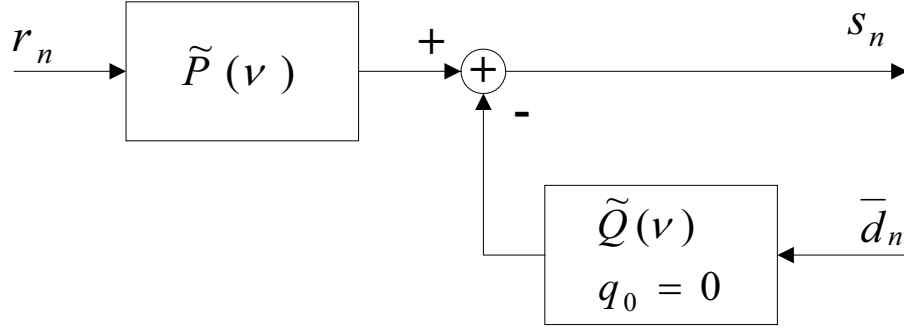 r_n
P̃(ν)
+
+
s_n
-
Q̃(ν)
q_0 = 0
d̄_n